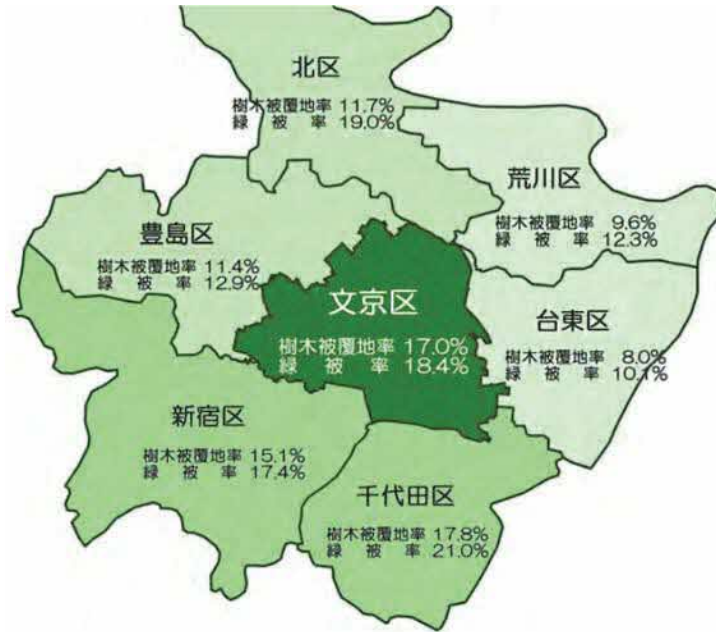 北区
樹木被覆地率 11.7%
緑被率 19.0%
荒川区
樹木被覆地率 9.6%
緑被率 12.3%
豊島区
樹木被覆地率 11.4%
緑被率 12.9%
文京区
樹木被覆地率 17.0%
緑被率 18.4%
台東区
樹木被覆地率 8.0%
緑被率 10.1%
新宿区
樹木被覆地率 15.1%
緑被率 17.4%
千代田区
樹木被覆地率 17.8%
緑被率 21.0%